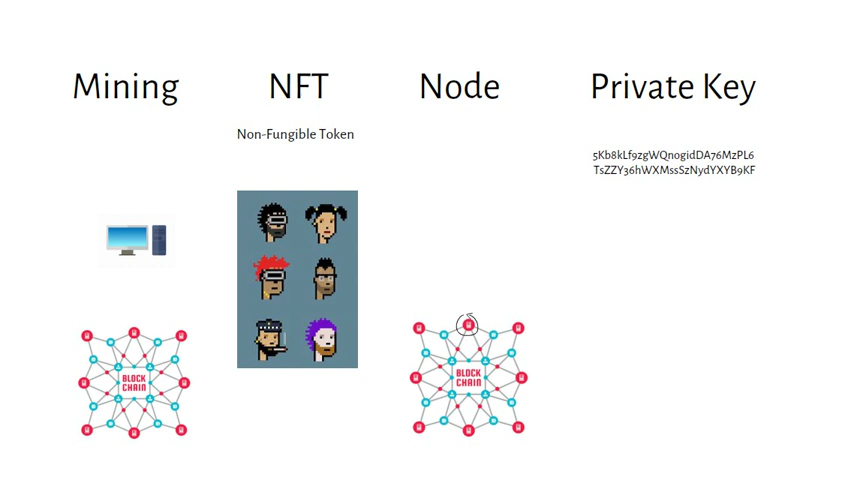 Mining
NFT
Node
Private Key
Non-Fungible Token
5Kb8kLf9zgWQnogidDA76MzPL6
TsZZY36hWXMssSzNydYXYB9KF
BLOCK
CHAIN
BLOCK
CHAIN